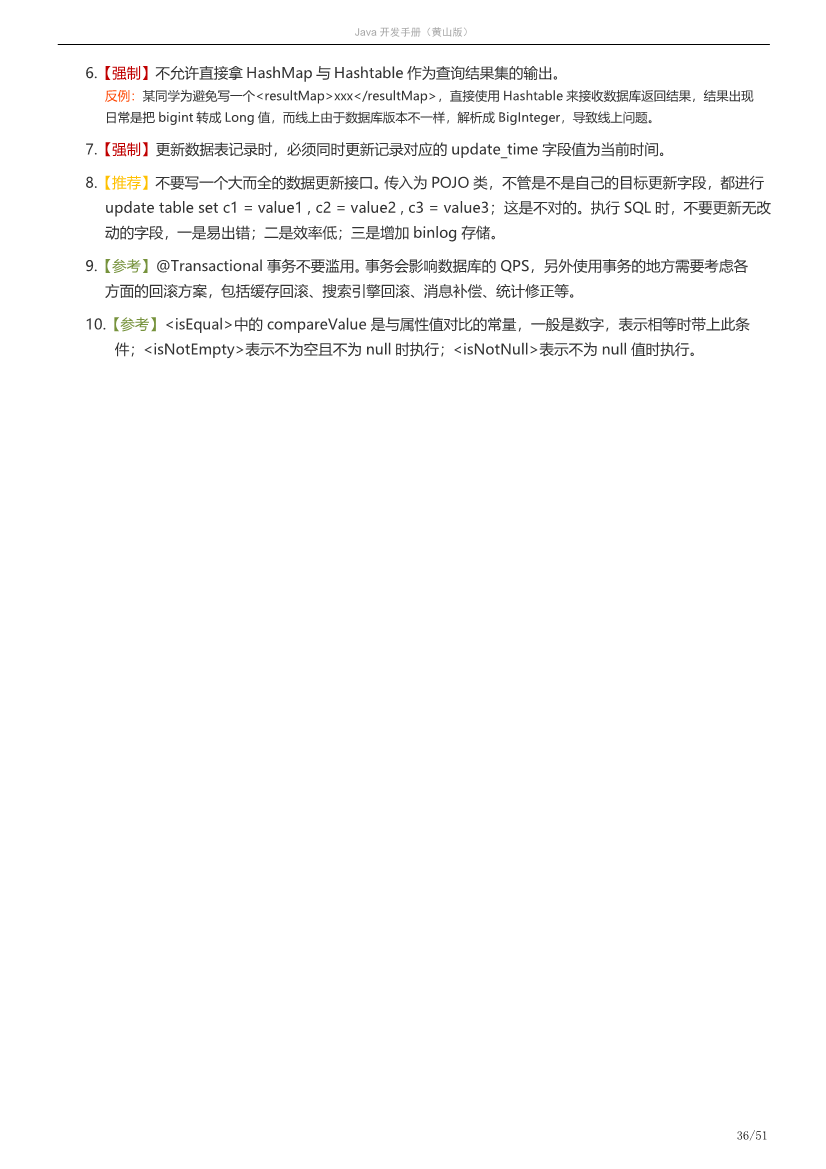 Java 开发手册（黄山版）
6.【强制】不允许直接拿 HashMap 与 Hashtable 作为查询结果集的输出。
反例：某同学为避免写一个<resultMap>xxx</resultMap>，直接使用 Hashtable 来接收数据库返回结果，结果出现
日常是把 bigint 转成 Long 值，而线上由于数据库版本不一样，解析成 BigInteger，导致线上问题。
7.【强制】更新数据表记录时，必须同时更新记录对应的 update_time 字段值为当前时间。
8.【推荐】不要写一个大而全的数据更新接口。传入为 POJO 类，不管是不是自己的目标更新字段，都进行
update table set c1 = value1 , c2 = value2 , c3 = value3；这是不对的。执行 SQL 时，不要更新无改
动的字段，一是易出错；二是效率低；三是增加 binlog 存储。
9.【参考】@Transactional 事务不要滥用。事务会影响数据库的 QPS，另外使用事务的地方需要考虑各
方面的回滚方案，包括缓存回滚、搜索引擎回滚、消息补偿、统计修正等。
10.【参考】<isEqual>中的 compareValue 是与属性值对比的常量，一般是数字，表示相等时带上此条
件；<isNotEmpty>表示不为空且不为 null 时执行；<isNotNull>表示不为 null 值时执行。
36/51